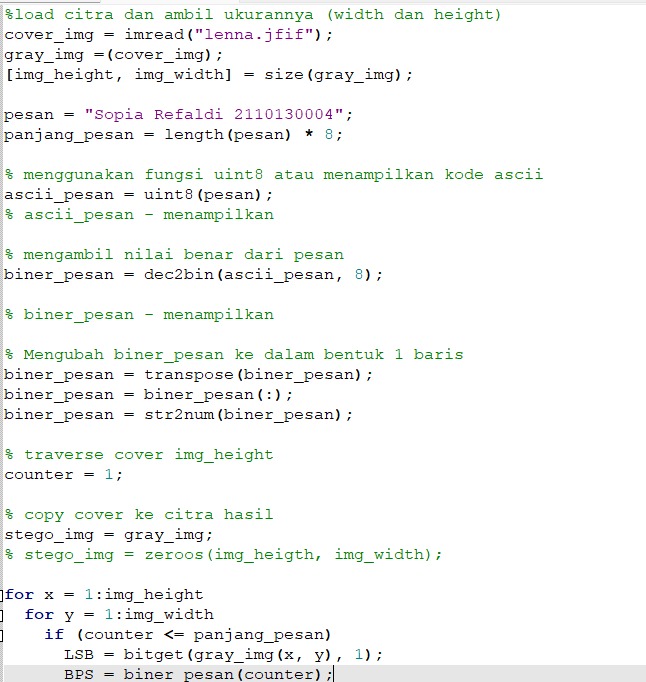 %load citra dan ambil ukurannya (width dan height)
cover_img = imread("lenna.jfif");
gray_img =(cover_img);
[img_height, img_width] = size(gray_img);
pesan = "Sopia Refaldi 2110130004";
panjang_pesan = length(pesan) * 8;
% menggunakan fungsi uint8 atau menampilkan kode ascii
ascii_pesan = uint8(pesan);
% ascii_pesan - menampilkan
% mengambil nilai benar dari pesan
biner_pesan = dec2bin(ascii_pesan, 8);
% biner_pesan - menampilkan
% Mengubah biner_pesan ke dalam bentuk 1 baris
biner_pesan = transpose(biner_pesan);
biner_pesan = biner_pesan(:);
biner_pesan = str2num(biner_pesan);
% traverse cover img_height
counter = 1;
% copy cover ke citra hasil
stego_img = gray_img;
% stego_img = zeroos(img_heigth, img_width);
for x = 1:img_height
for y = 1:img_width
if (counter <= panjang_pesan)
LSB = bitget(gray_img(x, y), 1);
BPS = biner_pesan(counter);